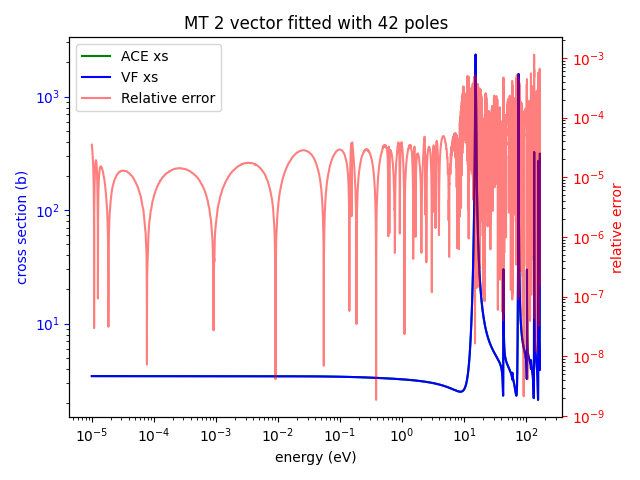 MT 2 vector fitted with 42 poles
ACE xs
VF xs
Relative error
cross section (b)
10³
10²
10¹
10⁻³
10⁻⁴
10⁻⁵
10⁻⁶
10⁻⁷
10⁻⁸
10⁻⁹
relative error
10⁻⁵ 10⁻⁴ 10⁻³ 10⁻² 10⁻¹ 10⁰ 10¹ 10²
energy (eV)